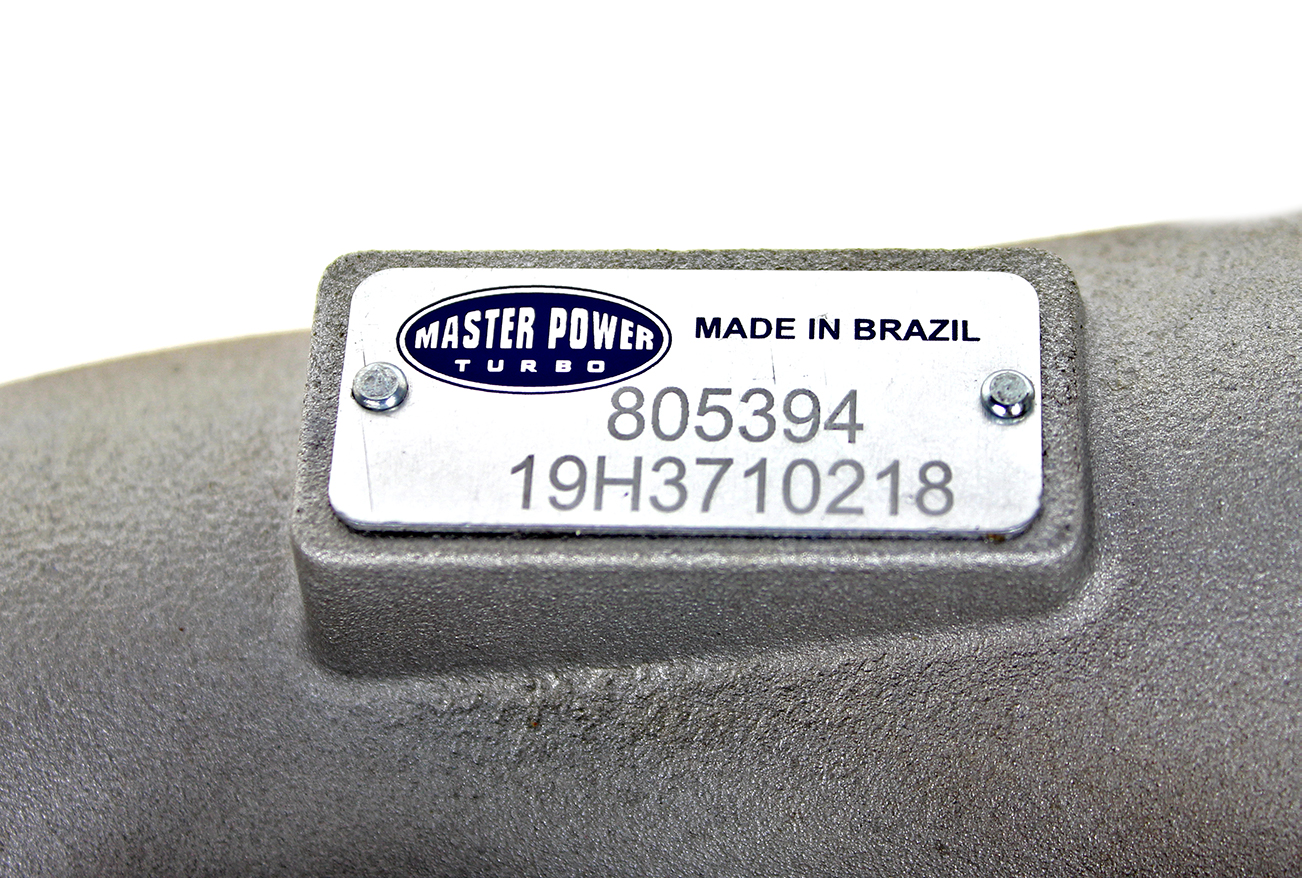 MASTER POWER
TURBO
MADE IN BRAZIL
805394
19H3710218